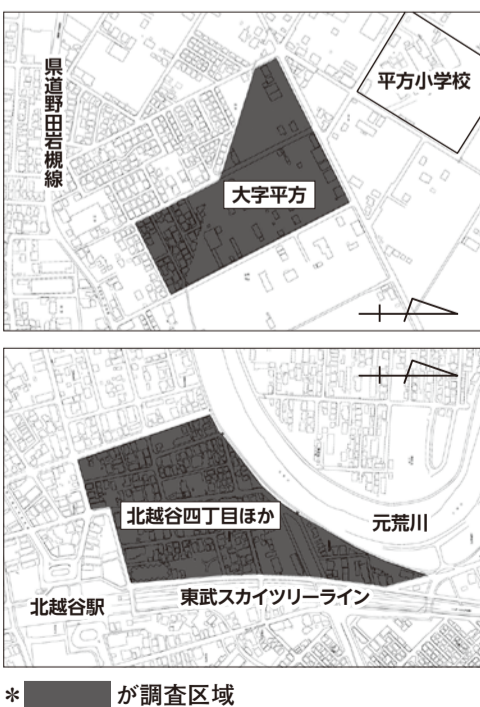 県道野田岩槻線
平方小学校
大字平方
北越谷四丁目ほか
元荒川
東武スカイツリーライン
北越谷駅
＊　が調査区域